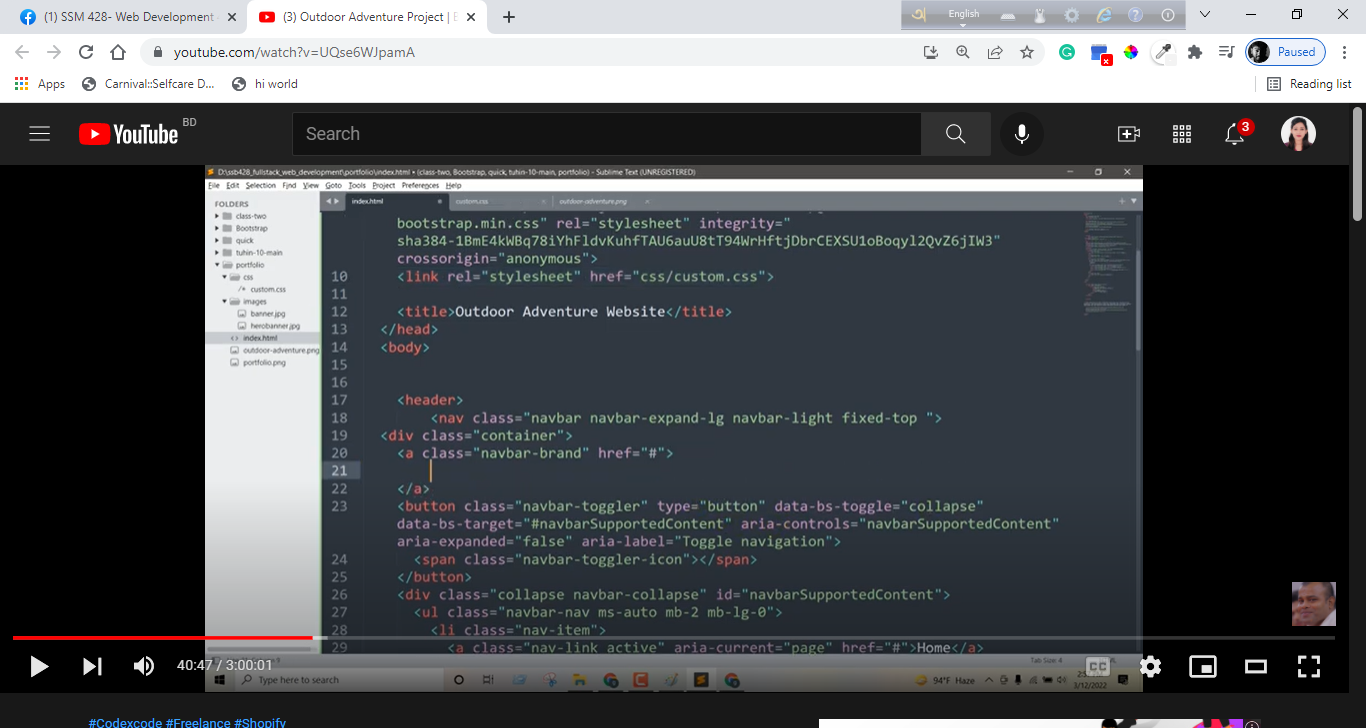 (1) SSM 428- Web Development
(3) Outdoor Adventure Project | E
English
youtube.com/watch?v=UQse6WJpamA
Paused
Apps
Carnival::Selfcare D...
hi world
Reading list
YouTube
BD
Search
3
D:\ssb428_fullstack_web_development\portfolio\index.html • (class-two, Bootstrap, quick, tuhin-10-main, portfolio) - Sublime Text (UNREGISTERED)
File Edit Selection Find View Goto Tools Project Preferences Help
FOLDERS
class-two
Bootstrap
quick
tuhin-10-main
portfolio
css
custom.css
images
banner.jpg
herobanner.jpg
index.html
outdoor-adventure.png
portfolio.png
index.html
custom.css
outdoor-adventure.png
bootstrap.min.css" rel="stylesheet" integrity="
sha384-1BmE4kWBq78iYhFldvKuhfTAU6auU8tT94WrHftjDbrCEXSU1oBoqyl2QvZ6jIW3"
crossorigin="anonymous">
10 <link rel="stylesheet" href="css/custom.css">
11
12 <title>Outdoor Adventure Website</title>
13 </head>
14 <body>
15
16
17 <header>
18 <nav class="navbar navbar-expand-lg navbar-light fixed-top ">
19 <div class="container">
20 <a class="navbar-brand" href="#">
21
22 </a>
23 <button class="navbar-toggler" type="button" data-bs-toggle="collapse"
data-bs-target="#navbarSupportedContent" aria-controls="navbarSupportedContent"
aria-expanded="false" aria-label="Toggle navigation">
24 <span class="navbar-toggler-icon"></span>
25 </button>
26 <div class="collapse navbar-collapse" id="navbarSupportedContent">
27 <ul class="navbar-nav ms-auto mb-2 mb-lg-0">
28 <li class="nav-item">
29 <a class="nav-link active" aria-current="page" href="#">Home</a>
Tab Size: 4
40:47 / 3:00:01
CC
Type here to search
94°F Haze
3/12/2022
#Codexcode #Freelance #Shopify